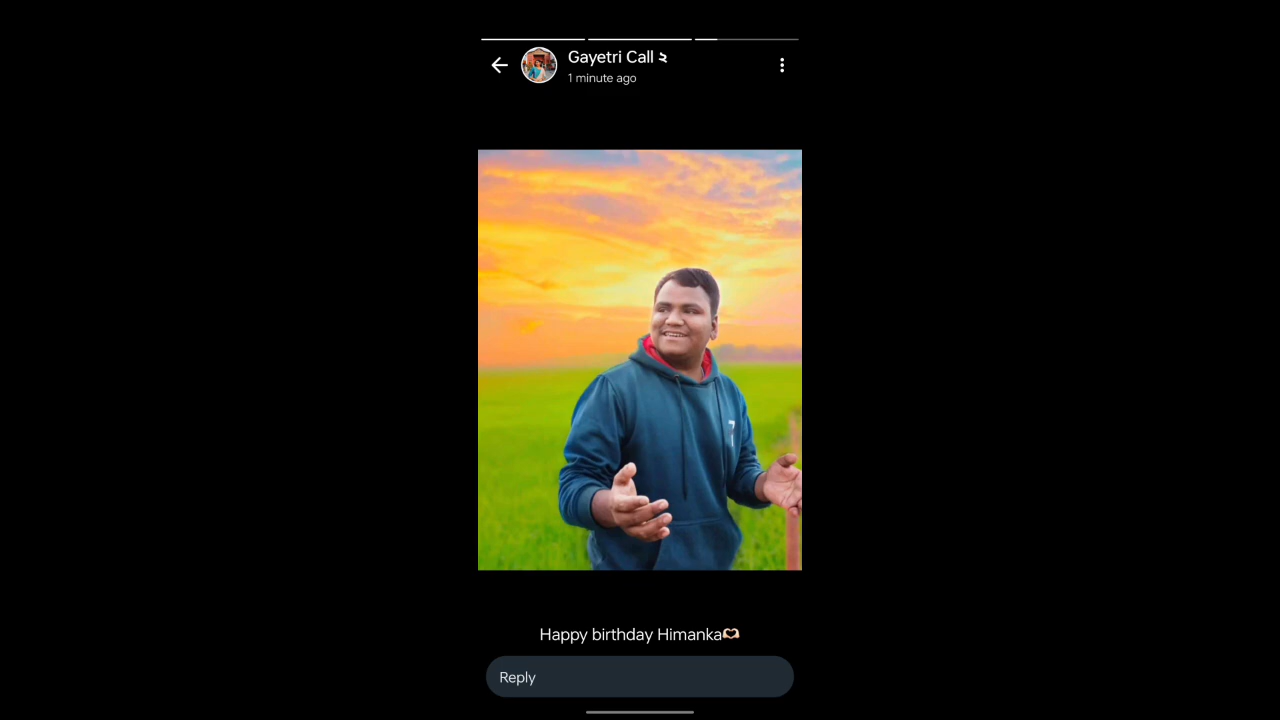 Gayetri Call
1 minute ago
7
Happy birthday Himanka🫶🏻
Reply